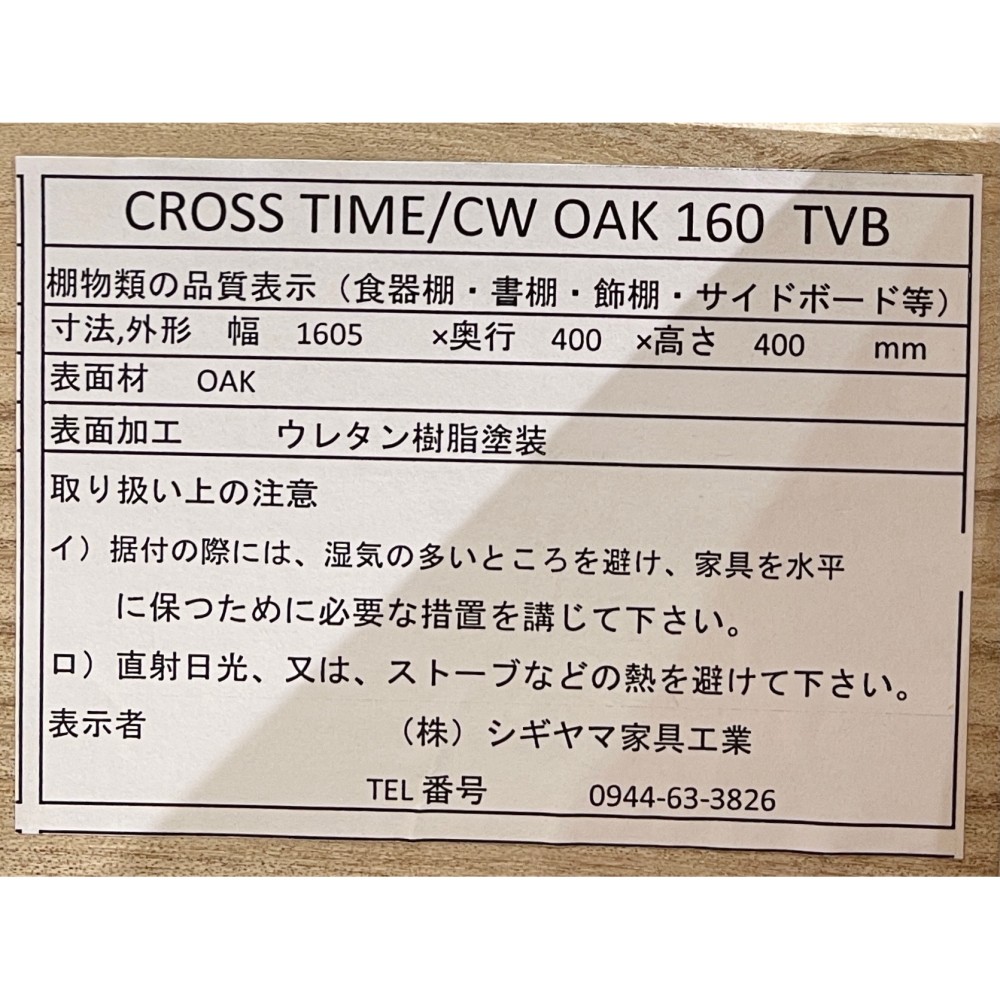 CROSS TIME/CW OAK 160 TVB
棚物類の品質表示（食器棚・書棚・飾棚・サイドボード等）
寸法,外形 幅 1605 ×奥行 400 ×高さ 400 mm
表面材 OAK
表面加工 ウレタン樹脂塗装
取り扱い上の注意
イ）据付の際には、湿気の多いところを避け、家具を水平
に保つために必要な措置を講じて下さい。
ロ）直射日光、又は、ストーブなどの熱を避けて下さい。
表示者 （株）シギヤマ家具工業
TEL 番号 0944-63-3826